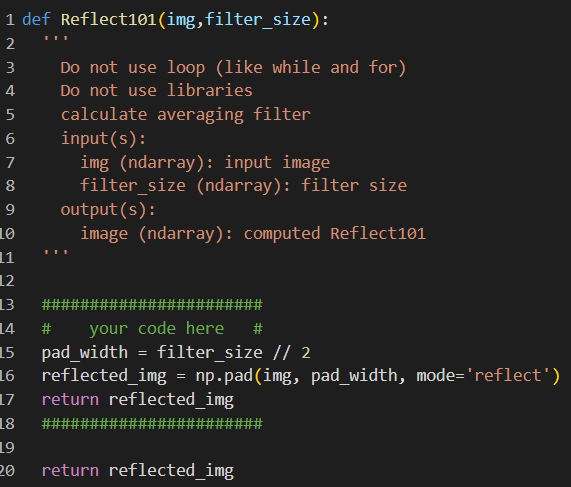 1 def Reflect101(img,filter_size):
2 '''
3 Do not use loop (like while and for)
4 Do not use libraries
5 calculate averaging filter
6 input(s):
7 img (ndarray): input image
8 filter_size (ndarray): filter size
9 output(s):
10 image (ndarray): computed Reflect101
11 '''
12
13 #######################
14 # your code here #
15 pad_width = filter_size // 2
16 reflected_img = np.pad(img, pad_width, mode='reflect')
17 return reflected_img
18 #######################
19
20 return reflected_img